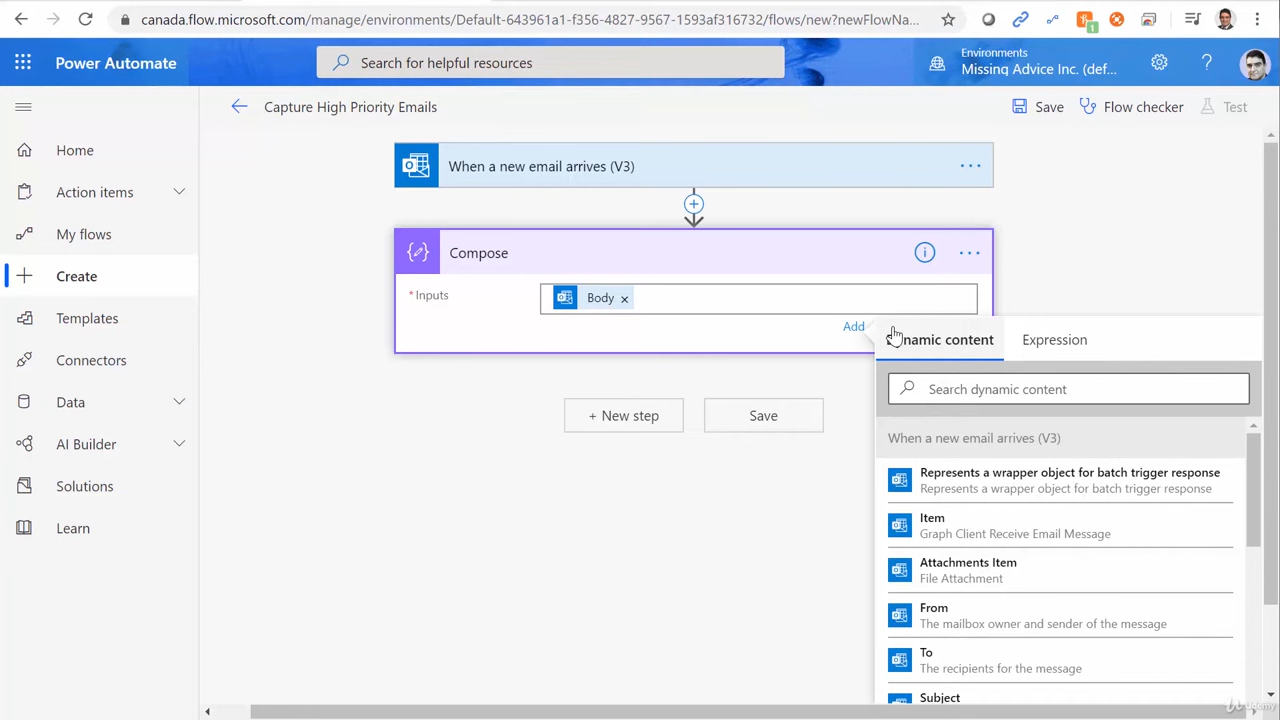 canada.flow.microsoft.com/manage/environments/Default-643961a1-f356-4827-9567-1593af316732/flows/new?newFlowNa...
1
Power Automate
Search for helpful resources
Environments
Missing Advice Inc. (def...
?
Capture High Priority Emails
Save
Flow checker
Test
Home
Action items
My flows
Create
Templates
Connectors
Data
AI Builder
Solutions
Learn
When a new email arrives (V3)
...
Compose
...
* Inputs
Body ×
Add
Dynamic content
Expression
+ New step
Save
Search dynamic content
When a new email arrives (V3)
Represents a wrapper object for batch trigger response
Represents a wrapper object for batch trigger response
Item
Graph Client Receive Email Message
Attachments Item
File Attachment
From
The mailbox owner and sender of the message
To
The recipients for the message
Subject
Udemy